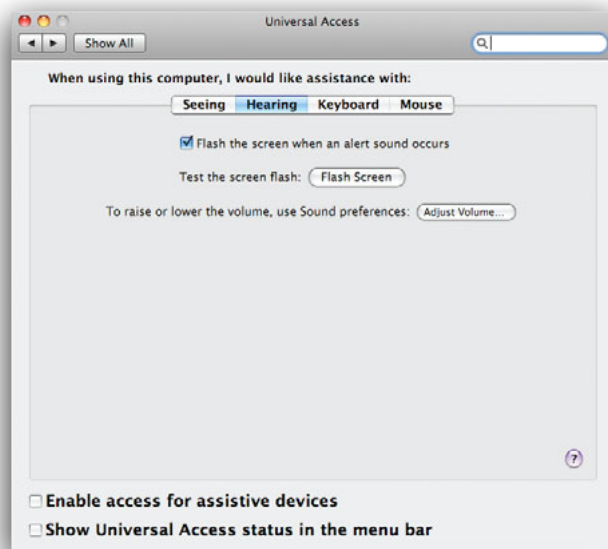 Universal Access
Show All
When using this computer, I would like assistance with:
Seeing Hearing Keyboard Mouse
Flash the screen when an alert sound occurs
Test the screen flash: Flash Screen
To raise or lower the volume, use Sound preferences: Adjust Volume...
?
Enable access for assistive devices
Show Universal Access status in the menu bar